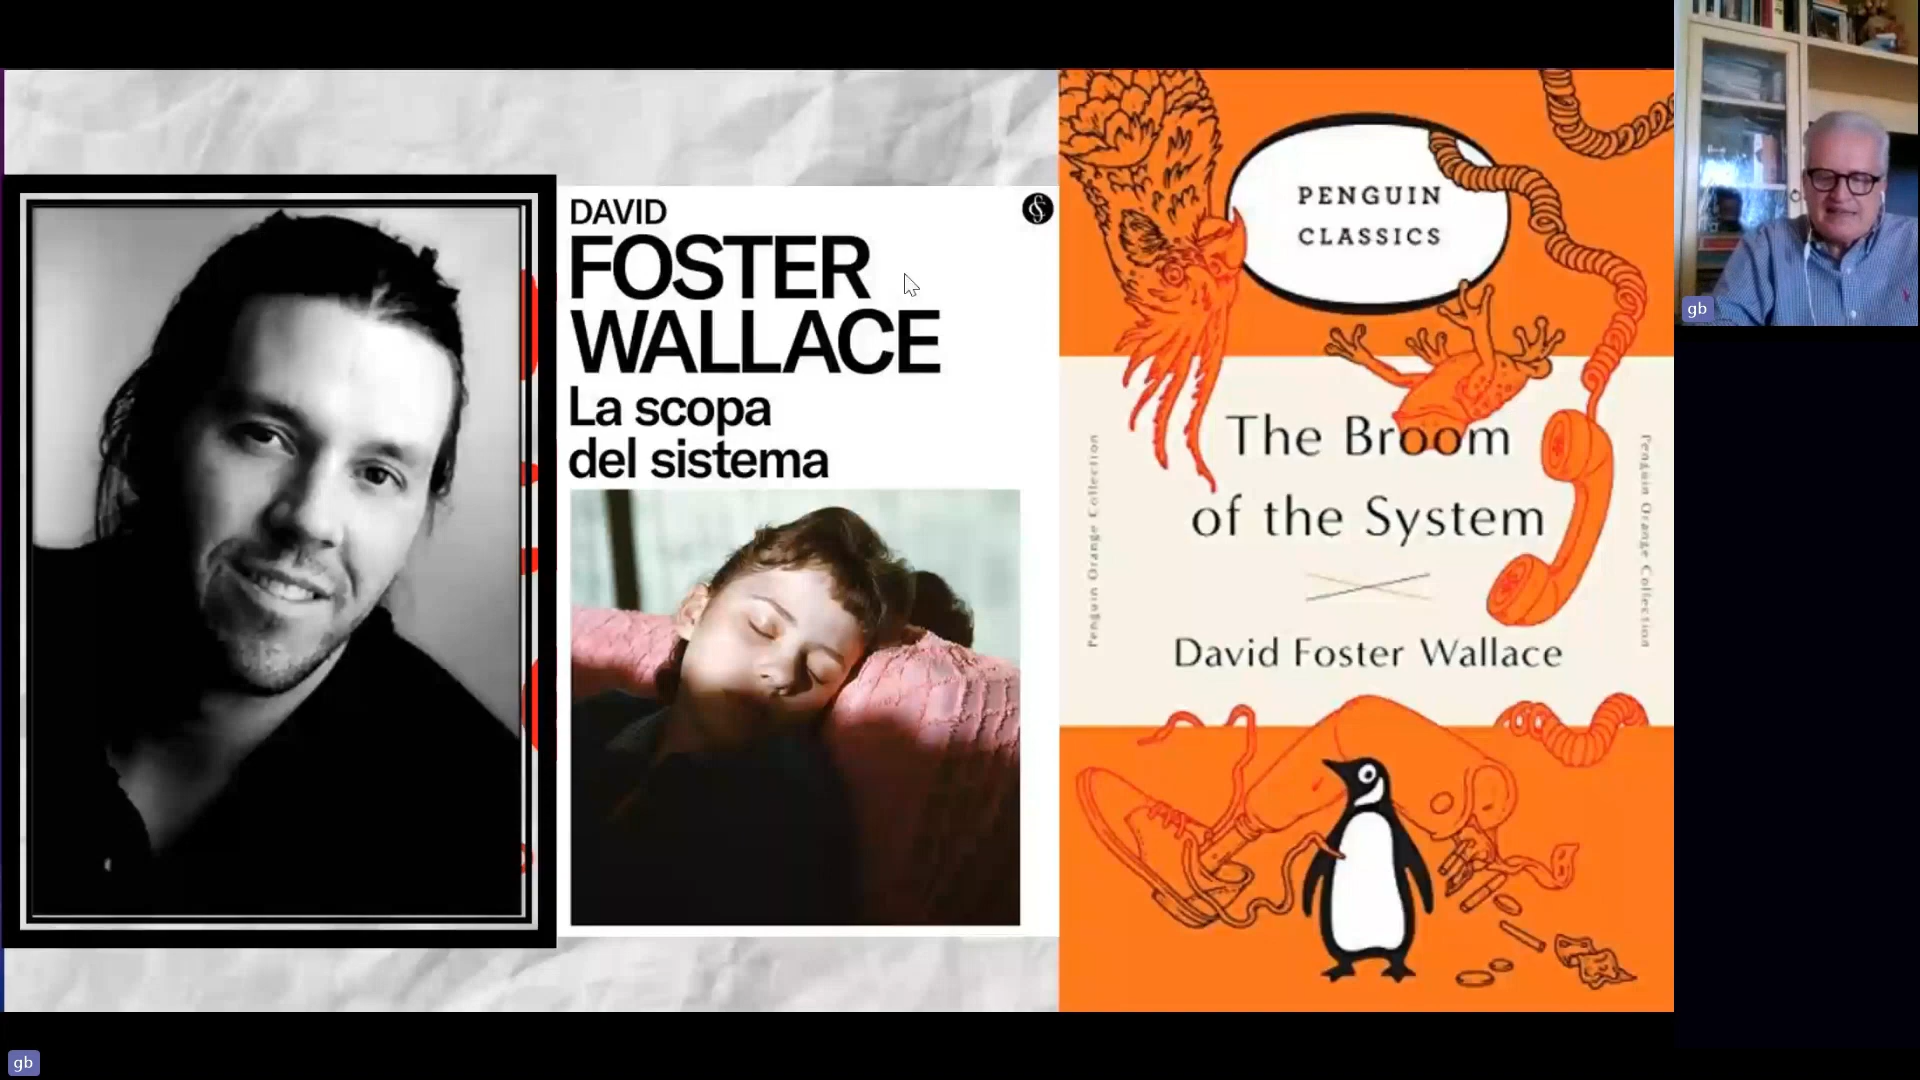 DAVID
FOSTER
WALLACE
La scopa
del sistema
PENGUIN
CLASSICS
The Broom
of the System
David Foster Wallace
Penguin Orange Collection
Penguin Orange Collection
gb
gb